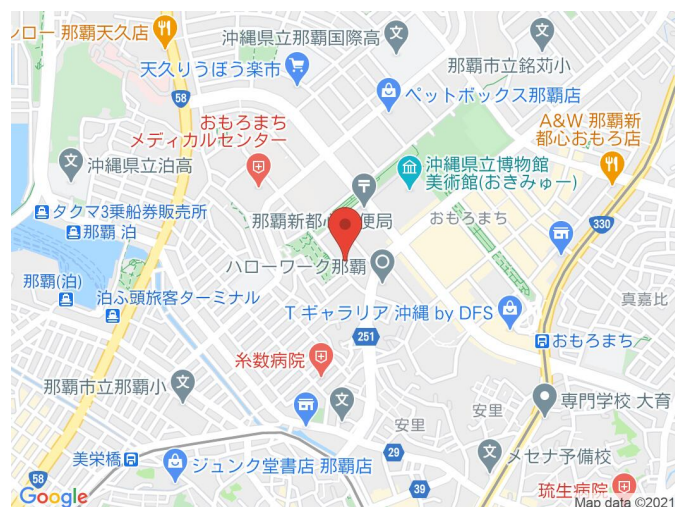 ンロー 那覇天久店
沖縄県立那覇国際高
那覇市立銘苅小
天久りうぼう楽市
58
ペットボックス那覇店
A&W 那覇新
都心おもろ店
おもろまち
メディカルセンター
沖縄県立泊高
沖縄県立博物館
美術館(おきみゅー)
タクマ3乗船券販売所
那覇 泊
那覇新都心
便局
おもろまち
330
那覇(泊)
ハローワーク那覇
泊ふ頭旅客ターミナル
真嘉比
T ギャラリア 沖縄 by DFS
251
おもろまち
糸数病院
那覇市立那覇小
専門学校 大育
安里
安里
美栄橋
29
メセナ予備校
ジュンク堂書店 那覇店
58
39
琉生病院
Google
Map data ©2021